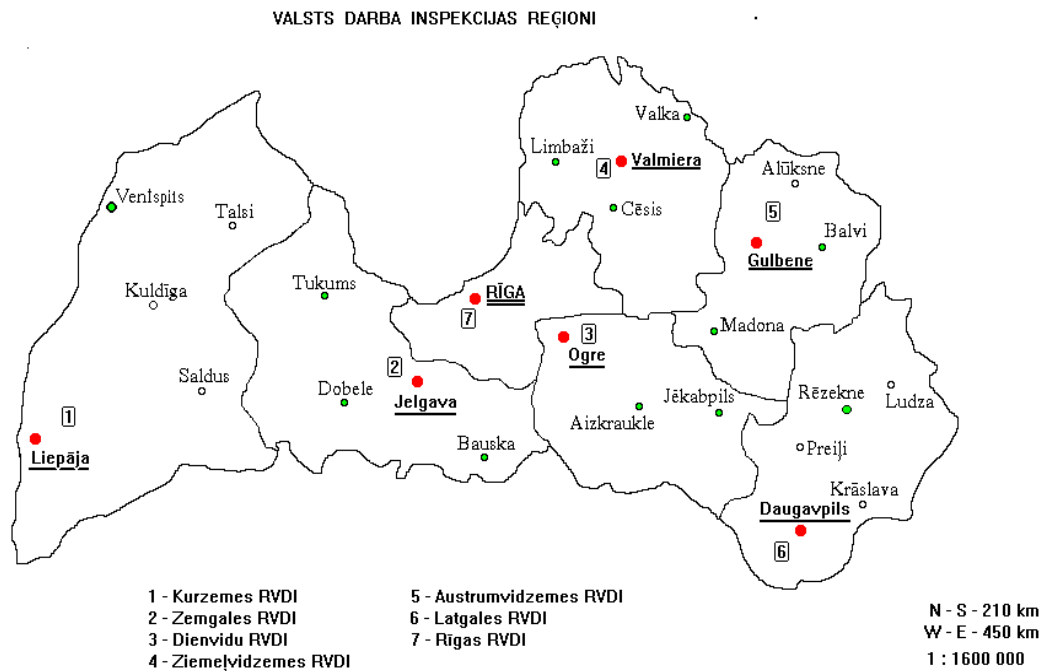 VALSTS DARBA INSPEKCIJAS REĢIONI
Valka
Limbaži
4
Valmiera
Alūksne
Ventspils
Talsi
Cēsis
5
Balvi
Gulbene
Tukums
RĪGA
Kuldīga
7
3
Madona
Ogre
2
Saldus
Dobele
Jelgava
Jēkabpils
Rēzekne
Ludza
1
Aizkraukle
Liepāja
Bauska
Preiļi
Krāslava
Daugavpils
6
1 - Kurzemes RVDI
2 - Zemgales RVDI
3 - Dienvidu RVDI
4 - Ziemeļvidzemes RVDI
5 - Austrumvidzemes RVDI
6 - Latgales RVDI
7 - Rīgas RVDI
N - S - 210 km
W - E - 450 km
1 : 1600 000